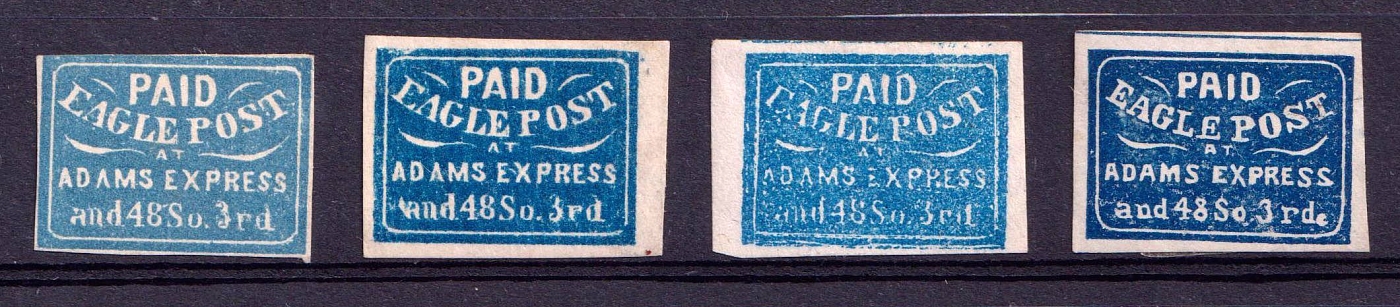 PAID
EAGLE POST
AT
ADAMS EXPRESS
and 48 So. 3rd
PAID
EAGLE POST
AT
ADAMS EXPRESS
and 48 So. 3rd
PAID
EAGLE POST
AT
ADAMS EXPRESS
and 48 So. 3rd
PAID
EAGLE POST
AT
ADAMS EXPRESS
and 48 So. 3rd.